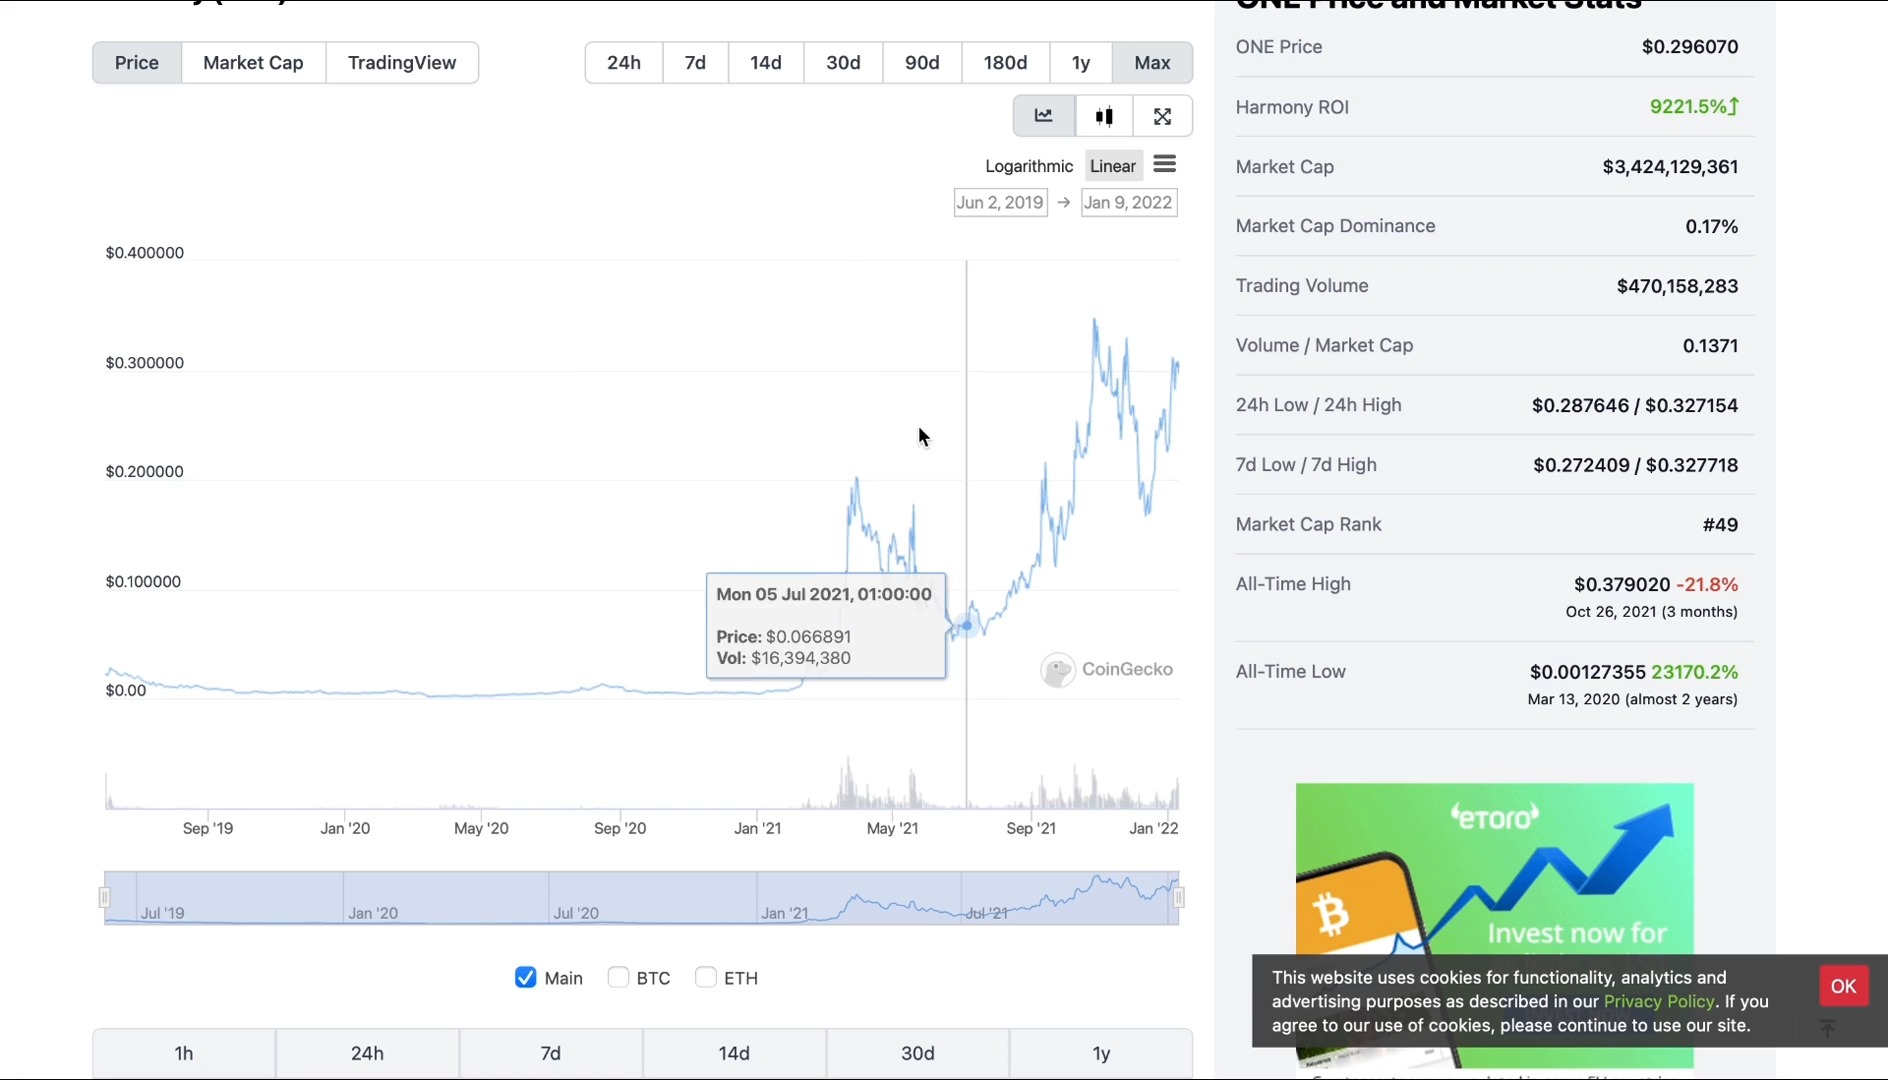 ONE Price and Market Stats
Price
Market Cap
TradingView
24h
7d
14d
30d
90d
180d
1y
Max
Logarithmic
Linear
Jun 2, 2019 → Jan 9, 2022
$0.400000
$0.300000
$0.200000
$0.100000
$0.00
Mon 05 Jul 2021, 01:00:00
Price: $0.066891
Vol: $16,394,380
CoinGecko
Sep '19
Jan '20
May '20
Sep '20
Jan '21
May '21
Sep '21
Jan '22
Jul '19
Jan '20
Jul '20
Jan '21
Jul '21
Main
BTC
ETH
1h
24h
7d
14d
30d
1y
ONE Price $0.296070
Harmony ROI 9221.5%
Market Cap $3,424,129,361
Market Cap Dominance 0.17%
Trading Volume $470,158,283
Volume / Market Cap 0.1371
24h Low / 24h High $0.287646 / $0.327154
7d Low / 7d High $0.272409 / $0.327718
Market Cap Rank #49
All-Time High $0.379020 -21.8%
Oct 26, 2021 (3 months)
All-Time Low $0.00127355 23170.2%
Mar 13, 2020 (almost 2 years)
eToro
Invest now for
This website uses cookies for functionality, analytics and
advertising purposes as described in our Privacy Policy. If you
agree to our use of cookies, please continue to use our site.
OK